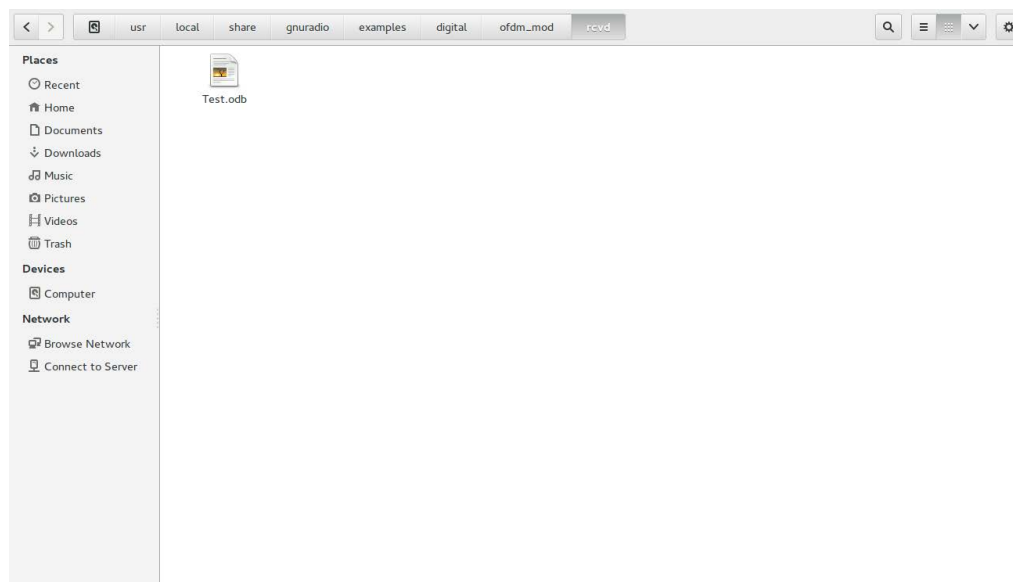 usr local share gnuradio examples digital ofdm_mod rcvd
Places
Recent
Home
Documents
Downloads
Music
Pictures
Videos
Trash
Devices
Computer
Network
Browse Network
Connect to Server
Test.odb